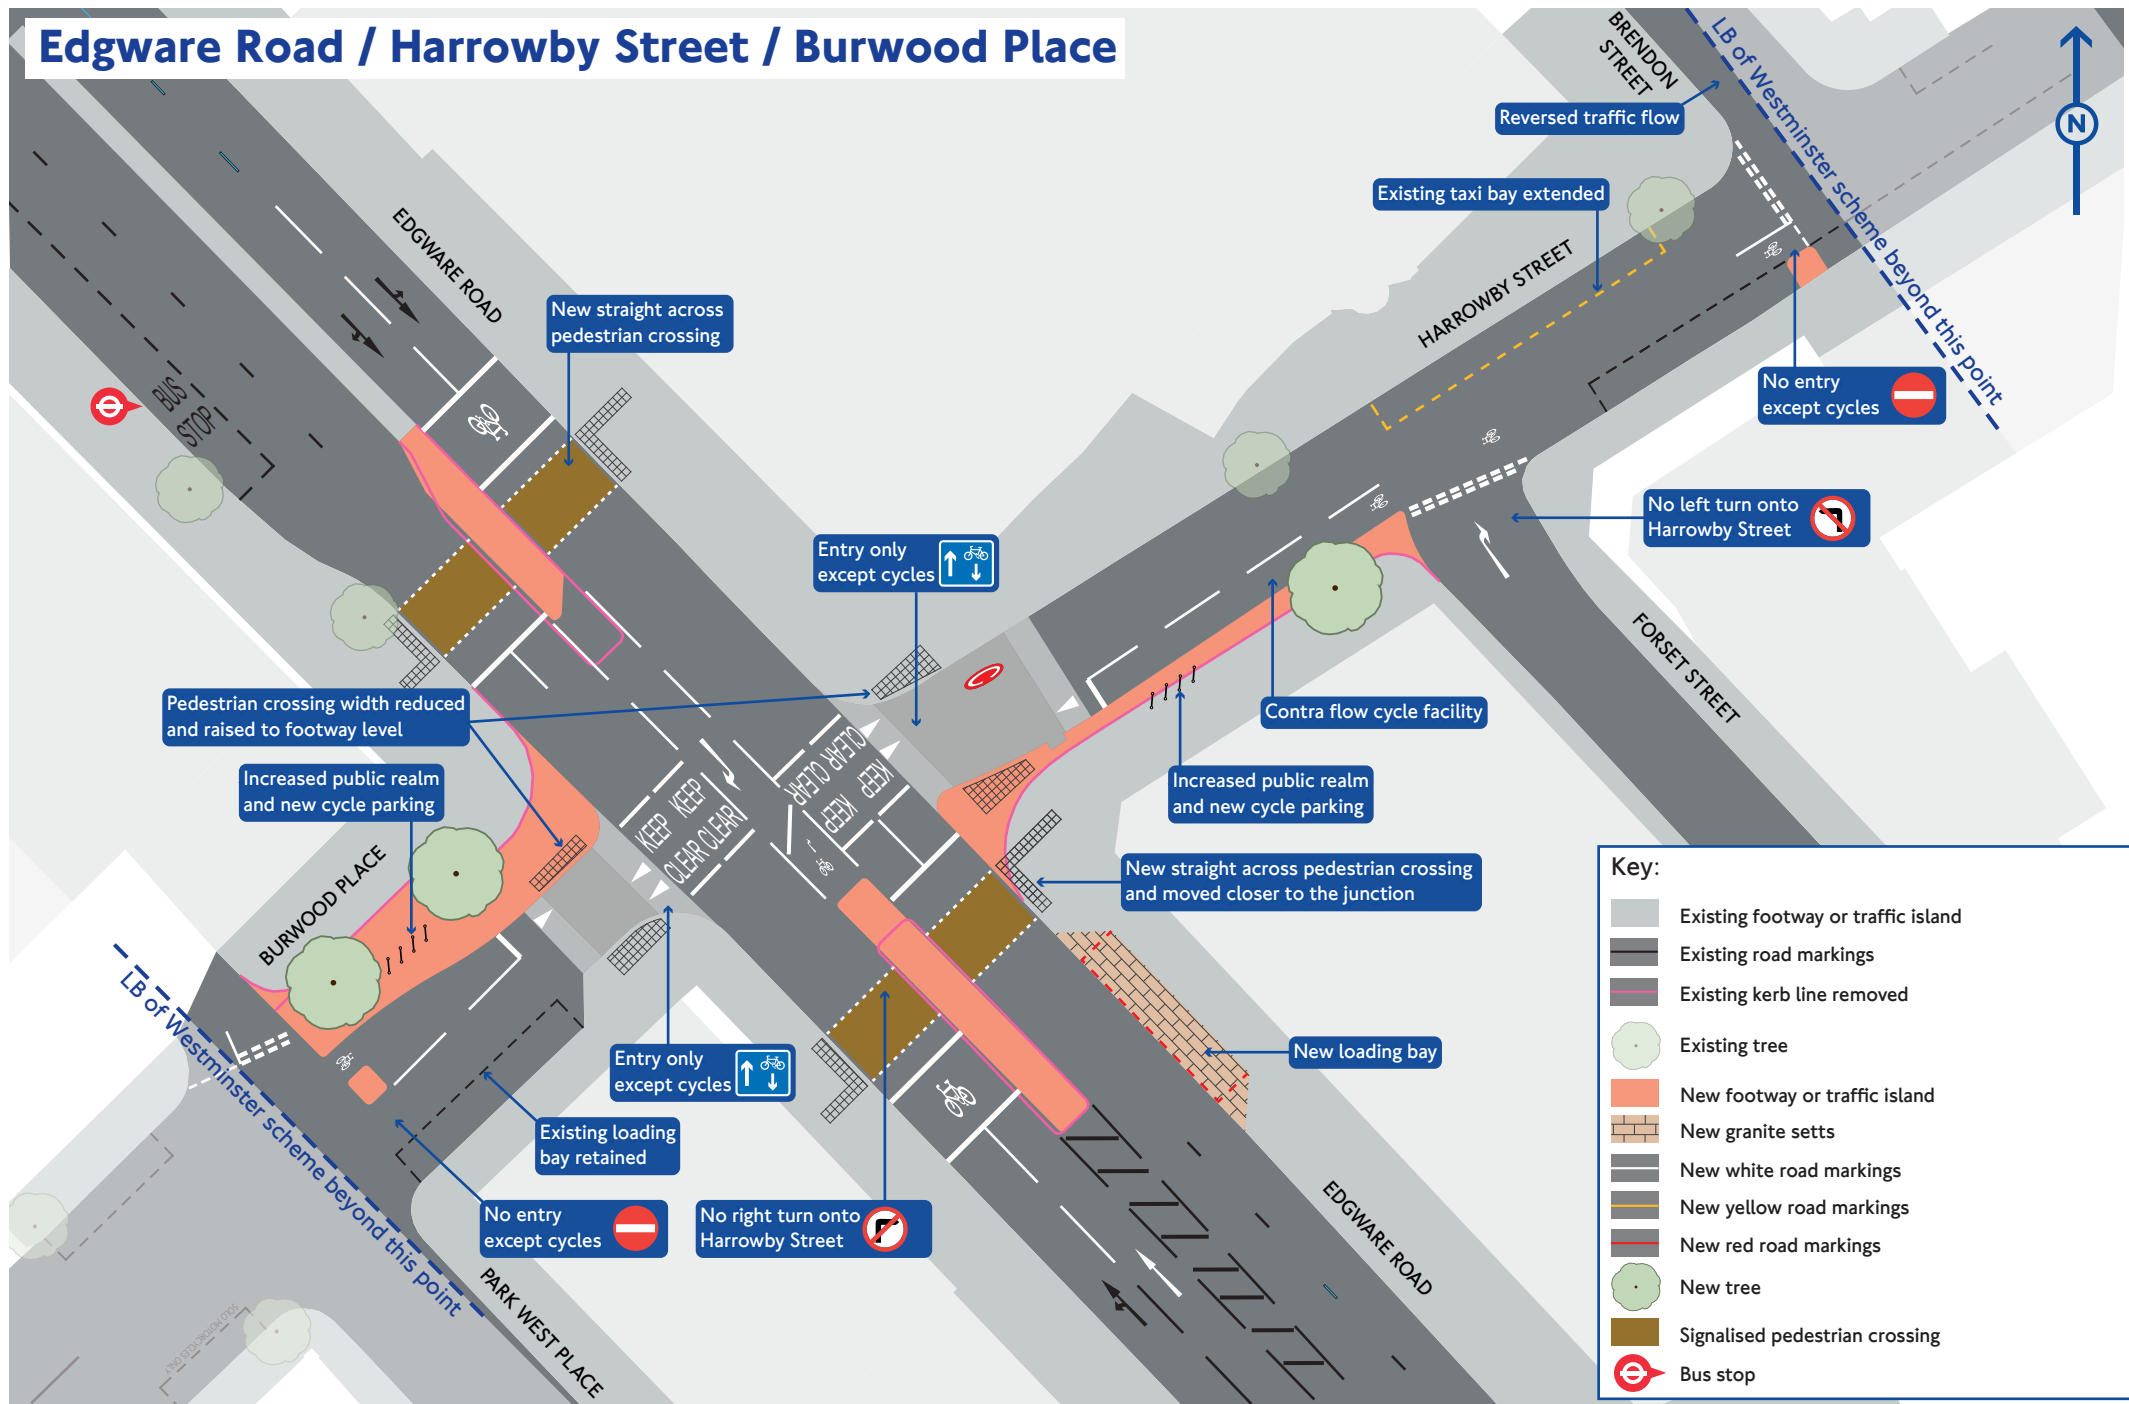 Edgware Road / Harrowby Street / Burwood Place
BRENDON
STREET
LB of Westminster scheme beyond this point
N
Reversed traffic flow
Existing taxi bay extended
EDGWARE ROAD
HARROWBY STREET
New straight across
pedestrian crossing
No entry
except cycles
BUS
STOP
No left turn onto
Harrowby Street
Entry only
except cycles
FORSET STREET
Pedestrian crossing width reduced
and raised to footway level
Contra flow cycle facility
Increased public realm
and new cycle parking
Increased public realm
and new cycle parking
KEEP KEEP
CLEAR CLEAR
KEEP KEEP
CLEAR CLEAR
BURWOOD PLACE
New straight across pedestrian crossing
and moved closer to the junction
LB of Westminster scheme beyond this point
New loading bay
Entry only
except cycles
Existing loading
bay retained
No entry
except cycles
No right turn onto
Harrowby Street
EDGWARE ROAD
PARK WEST PLACE
SOLO MOTORCYCLES ONLY
Key:
Existing footway or traffic island
Existing road markings
Existing kerb line removed
Existing tree
New footway or traffic island
New granite setts
New white road markings
New yellow road markings
New red road markings
New tree
Signalised pedestrian crossing
Bus stop